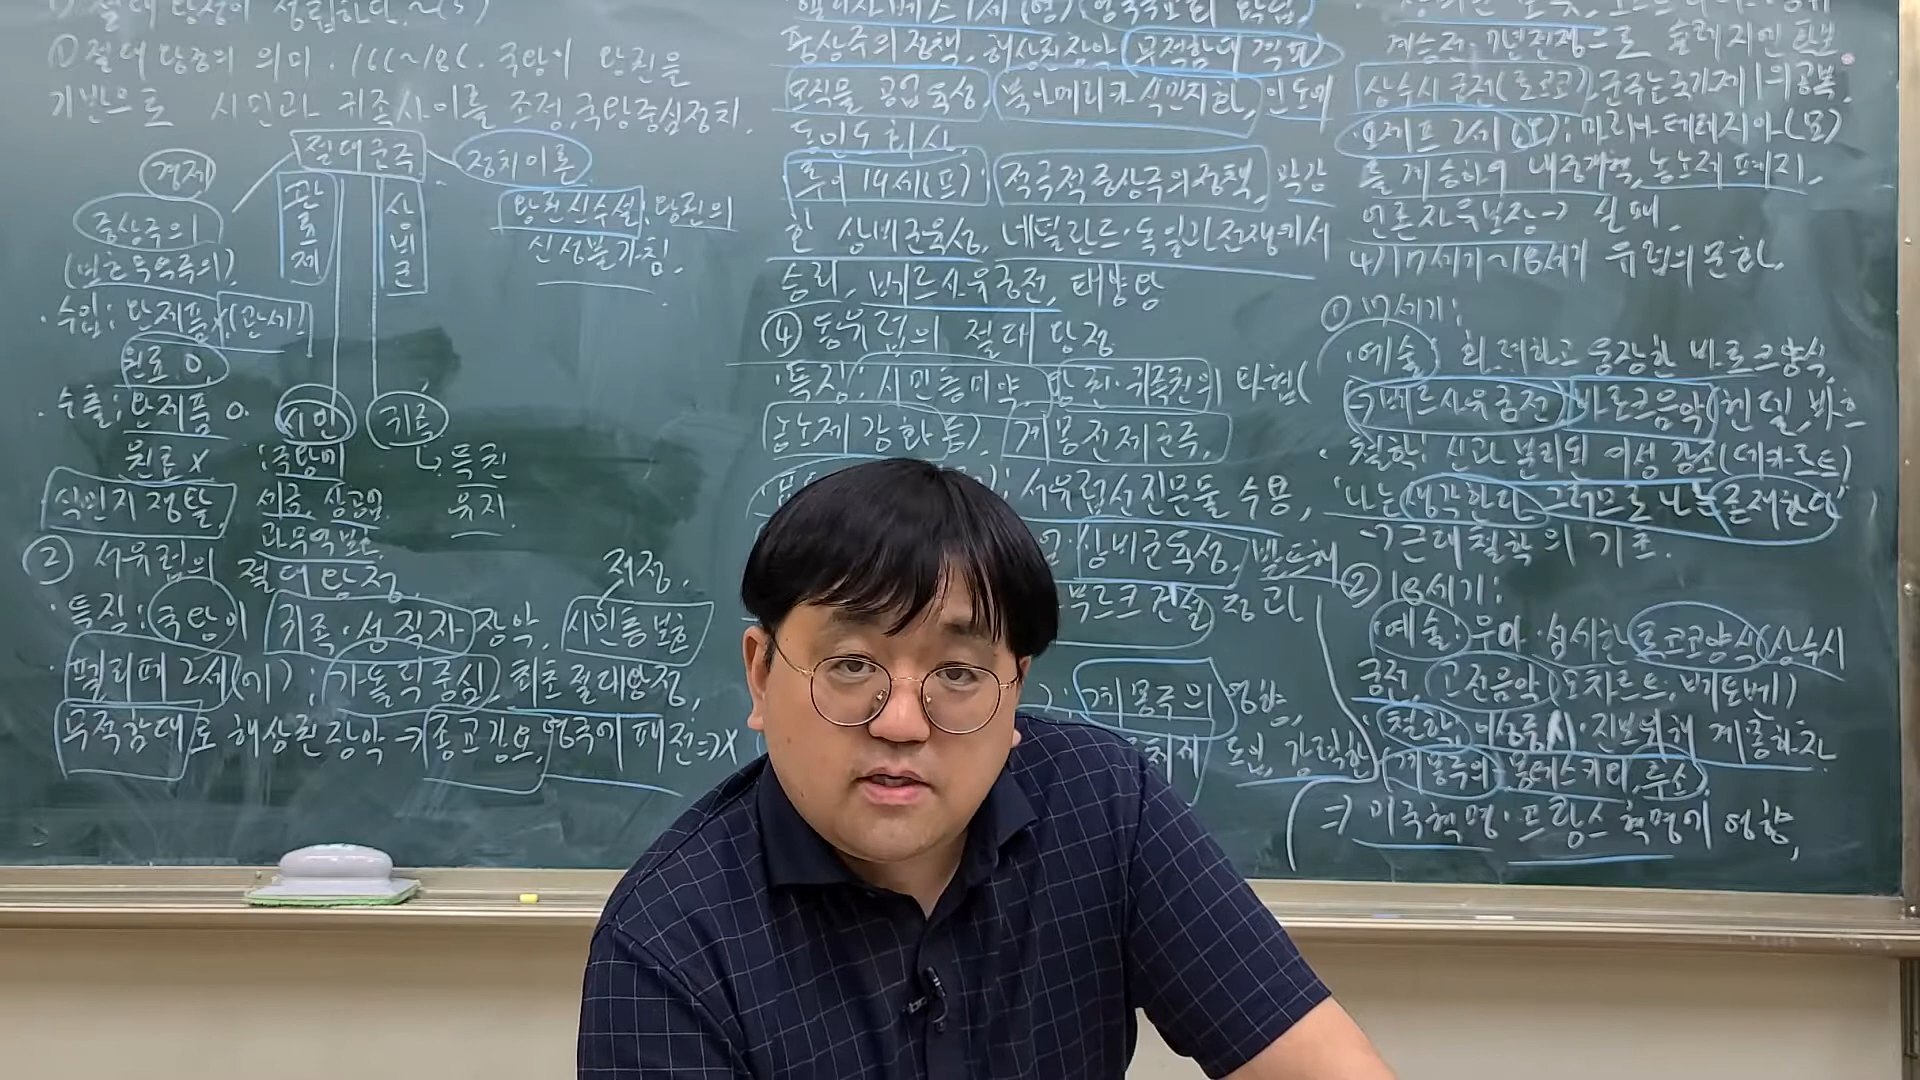 절대 왕정이 성립하다.~(5)
① 절대 왕정의 의미: 16C~18C. 국왕이 왕권을
기반으로 시민과 귀족사이를 조정, 국왕중심정치.
절대군주
경제
정치이론
중상주의
(보호무역주의)
관료제
상비군
왕권신수설: 왕권의
신성불가침.
· 수입: 완제품X(관세)
원료 O.
· 수출: 완제품 O.
원료 X
식민지 쟁탈.
시민
: 국왕에
세금, 상공업
과 무역보호.
귀족
↳ 특권
유지.
② 서유럽의 절대왕정.
· 특징: 국왕이 귀족·성직자 장악, 시민층 보호
· 펠리페 2세(에): 가톨릭 중심, 최초 절대왕정,
무적함대로 해상권장악→종교강요, 영국에 패전⇒X
중상주의정책, 해상권장악(무적함대 격파)
모직물 공업육성, 북아메리카 식민지화, 인도에
동인도 회사.
루이 14세(프): 적극적 중상주의정책, 막강
한 상비군육성, 네덜란드·독일과 전쟁에서
승리, 베르사유궁전, 태양왕
④ 동유럽의 절대 왕정
· 특징: 시민층미약, 왕권·귀족권의 타협(
농노제 강화 등), 계몽전제군주.
서유럽선진문물 수용,
상비군육성, 발트해
계몽주의 영향,
도입, 강력한
계승전, 7년전쟁으로 슐레지엔 확보
상수시 궁전(로코코), 군주는 국가 제1의 공복,
· 요제프 2세(오): 마리아 테레지아(오)
를 계승하여 내정개혁, 농노제 폐지,
언론자유보장→ 실패.
4) 17세기~18세기 유럽의 문화.
① 17세기:
· 예술: 화려하고 웅장한 바로크양식
→베르사유궁전, 바로크음악(헨델, 바흐
· 철학: 신과 분리된 이성 강조(데카르트)
"나는 생각한다 그러므로 나는 존재한다"
→근대철학의 기초.
② 18세기:
· 예술: 우아·섬세한 로코코양식(상수시
궁전, 고전음악(모차르트, 베토벤)
계몽주의 몽테스키외, 루소
⇒ 미국혁명·프랑스 혁명에 영향,